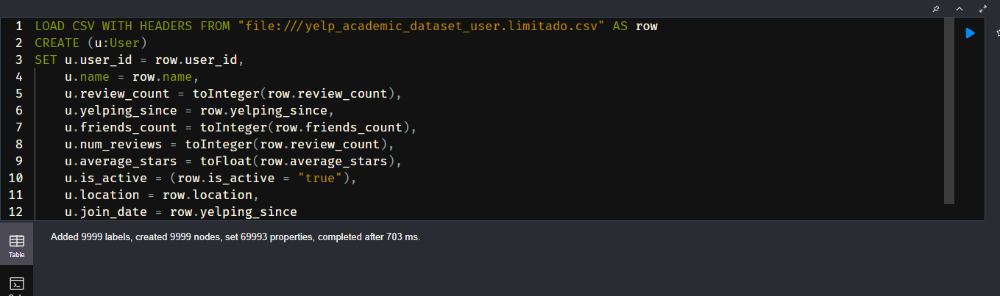 1 LOAD CSV WITH HEADERS FROM "file:///yelp_academic_dataset_user.limitado.csv" AS row
2 CREATE (u:User)
3 SET u.user_id = row.user_id,
4 u.name = row.name,
5 u.review_count = toInteger(row.review_count),
6 u.yelping_since = row.yelping_since,
7 u.friends_count = toInteger(row.friends_count),
8 u.num_reviews = toInteger(row.review_count),
9 u.average_stars = toFloat(row.average_stars),
10 u.is_active = (row.is_active = "true"),
11 u.location = row.location,
12 u.join_date = row.yelping_since
Added 9999 labels, created 9999 nodes, set 69993 properties, completed after 703 ms.
Table